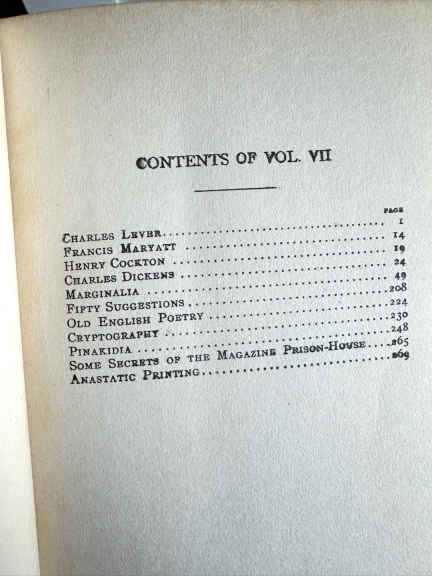 CONTENTS OF VOL. VII
PAGE
CHARLES LEVER 1
FRANCIS MARYATT 14
HENRY COCKTON 19
CHARLES DICKENS 24
MARGINALIA 49
FIFTY SUGGESTIONS 208
OLD ENGLISH POETRY 224
CRYPTOGRAPHY 230
PINAKIDIA 248
SOME SECRETS OF THE MAGAZINE PRISON-HOUSE 265
ANASTATIC PRINTING 269